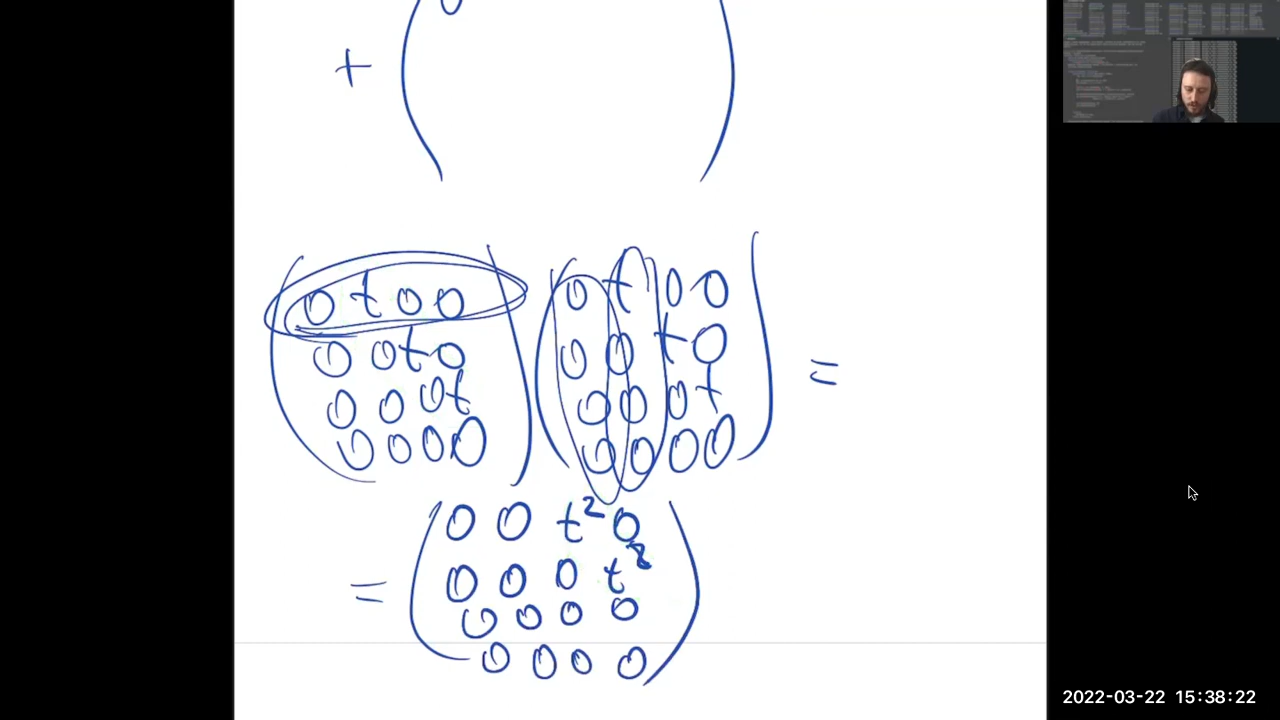 0
+ ( )
( 0 t 0 0 ) ( 0 t 0 0 ) =
0 0 t 0 0 0 t 0
0 0 0 t 0 0 0 t
0 0 0 0 0 0 0 0
= ( 0 0 t² 0 )
0 0 0 t²
0 0 0 0
0 0 0 0
2022-03-22 15:38:22